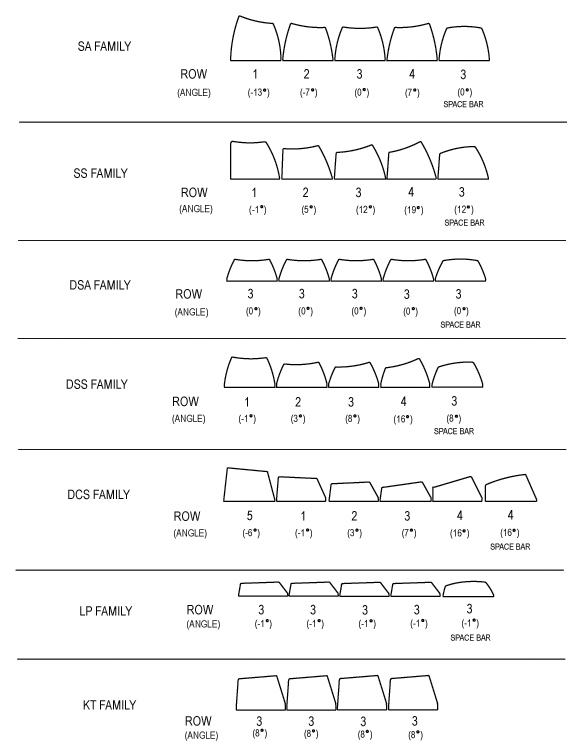 SA FAMILY
ROW 1 2 3 4 3
(ANGLE) (-13°) (-7°) (0°) (7°) (0°)
SPACE BAR
SS FAMILY
ROW 1 2 3 4 3
(ANGLE) (-1°) (5°) (12°) (19°) (12°)
SPACE BAR
DSA FAMILY
ROW 3 3 3 3 3
(ANGLE) (0°) (0°) (0°) (0°) (0°)
SPACE BAR
DSS FAMILY
ROW 1 2 3 4 3
(ANGLE) (-1°) (3°) (8°) (16°) (8°)
SPACE BAR
DCS FAMILY
ROW 5 1 2 3 4 4
(ANGLE) (-6°) (-1°) (3°) (7°) (16°) (16°)
SPACE BAR
LP FAMILY
ROW 3 3 3 3 3
(ANGLE) (-1°) (-1°) (-1°) (-1°) (-1°)
SPACE BAR
KT FAMILY
ROW 3 3 3 3
(ANGLE) (8°) (8°) (8°) (8°)